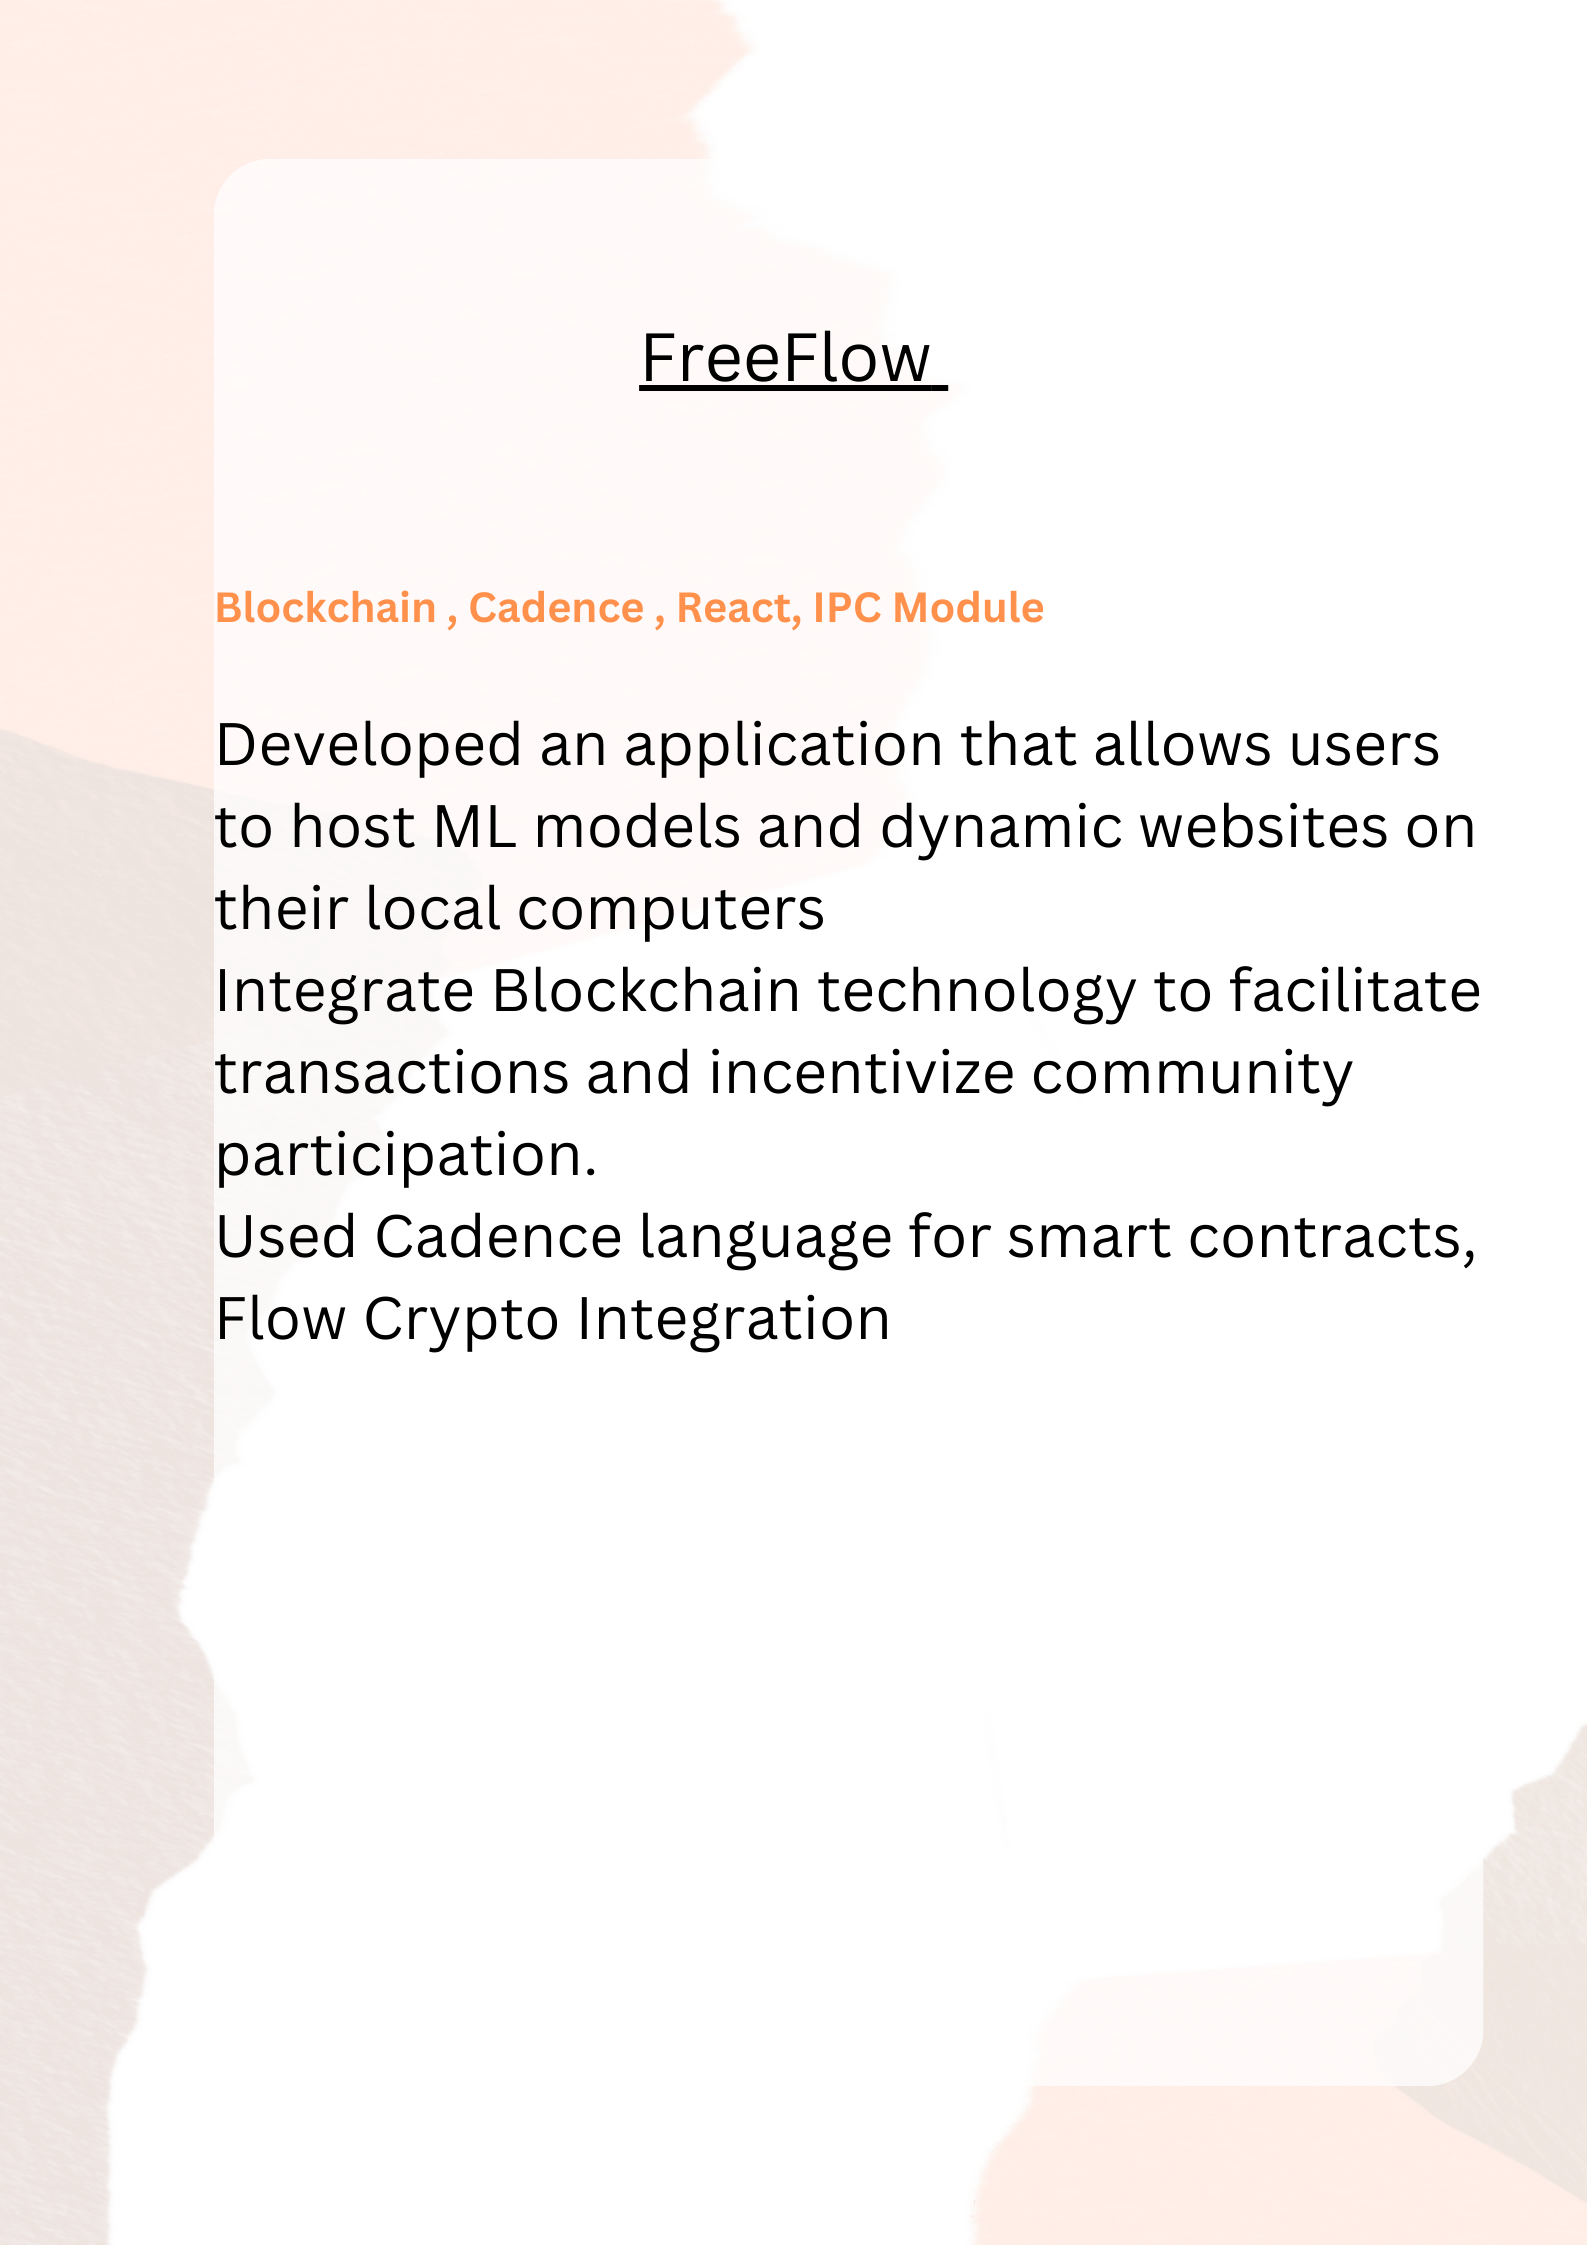 FreeFlow
Blockchain , Cadence , React, IPC Module
Developed an application that allows users
to host ML models and dynamic websites on
their local computers
Integrate Blockchain technology to facilitate
transactions and incentivize community
participation.
Used Cadence language for smart contracts,
Flow Crypto Integration